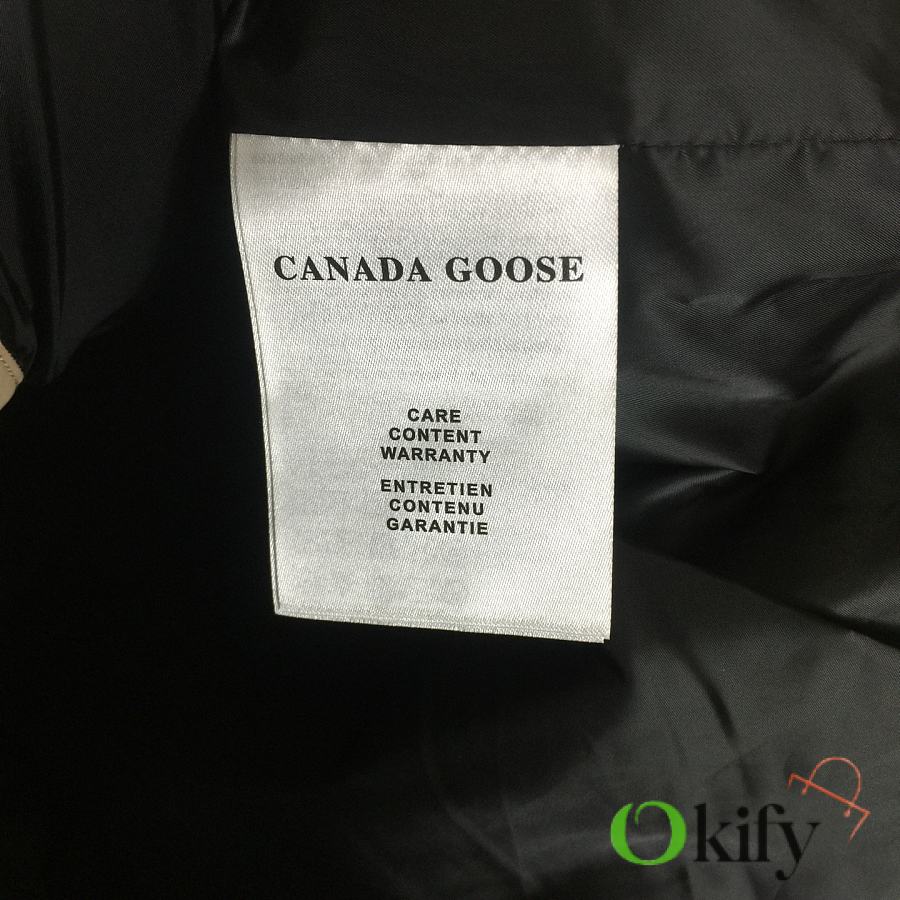 CANADA GOOSE
CARE
CONTENT
WARRANTY
ENTRETIEN
CONTENU
GARANTIE
Okify